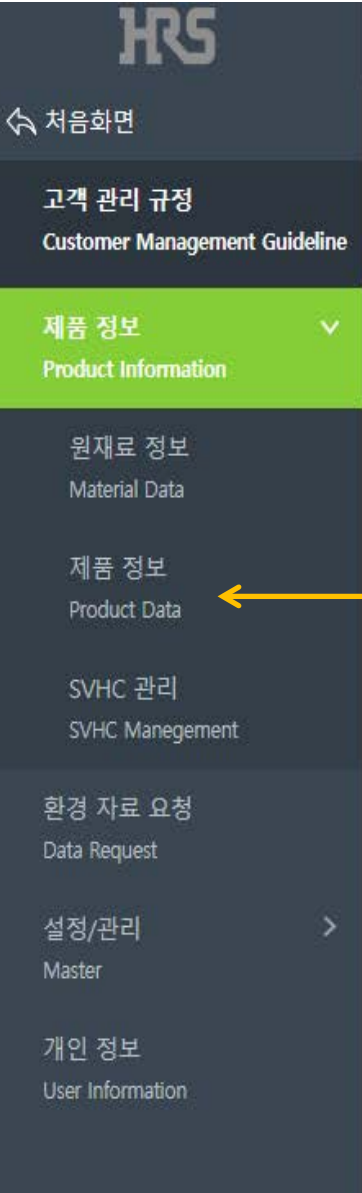 HRS
처음화면
고객 관리 규정
Customer Management Guideline
제품 정보
Product Information
원재료 정보
Material Data
제품 정보
Product Data
SVHC 관리
SVHC Manegement
환경 자료 요청
Data Request
설정/관리
Master
개인 정보
User Information